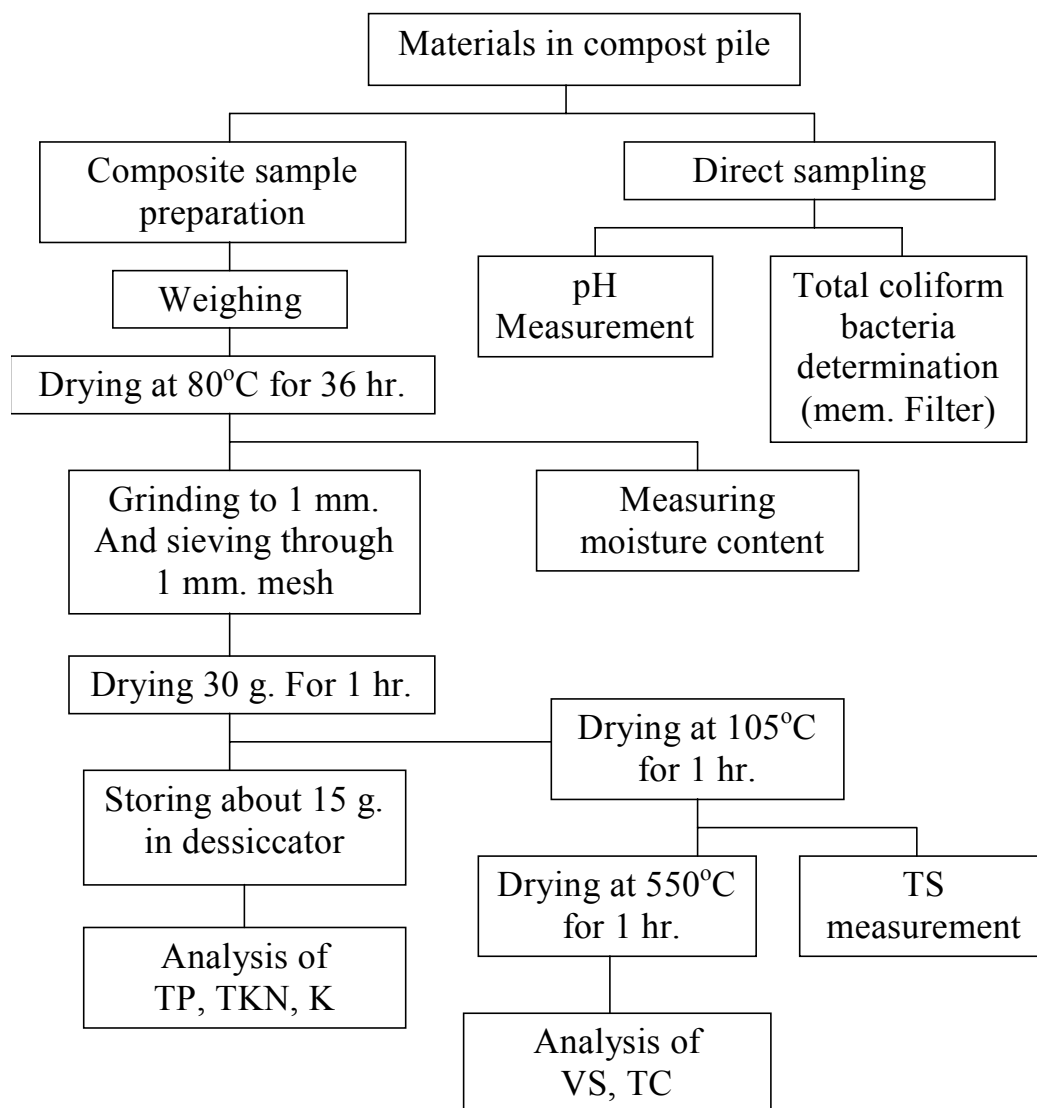 Materials in compost pile
Composite sample
preparation
Direct sampling
Weighing
pH
Measurement
Total coliform
bacteria
determination
(mem. Filter)
Drying at 80°C for 36 hr.
Grinding to 1 mm.
And sieving through
1 mm. mesh
Measuring
moisture content
Drying 30 g. For 1 hr.
Drying at 105°C
for 1 hr.
Storing about 15 g.
in dessiccator
Drying at 550°C
for 1 hr.
TS
measurement
Analysis of
TP, TKN, K
Analysis of
VS, TC